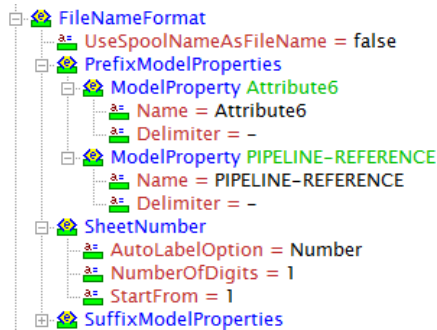 FileNameFormat
UseSpoolNameAsFileName = false
PrefixModelProperties
ModelProperty Attribute6
Name = Attribute6
Delimiter = -
ModelProperty PIPELINE-REFERENCE
Name = PIPELINE-REFERENCE
Delimiter = -
SheetNumber
AutoLabelOption = Number
NumberOfDigits = 1
StartFrom = 1
SuffixModelProperties